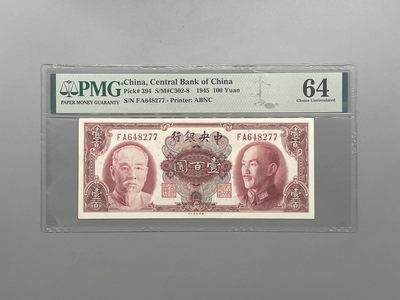 PMG
PAPER MONEY GUARANTY
China, Central Bank of China
Pick# 394 S/M#C302-8 1945 100 Yuan
S/N FA648277 - Printer: ABNC
64
Choice Uncirculated
行銀央中
FA648277
FA648277
圓百壹